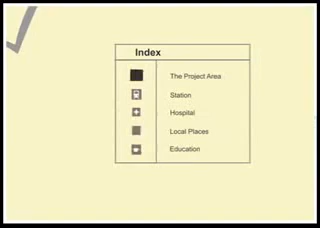 Index
The Project Area
Station
Hospital
Local Places
Education